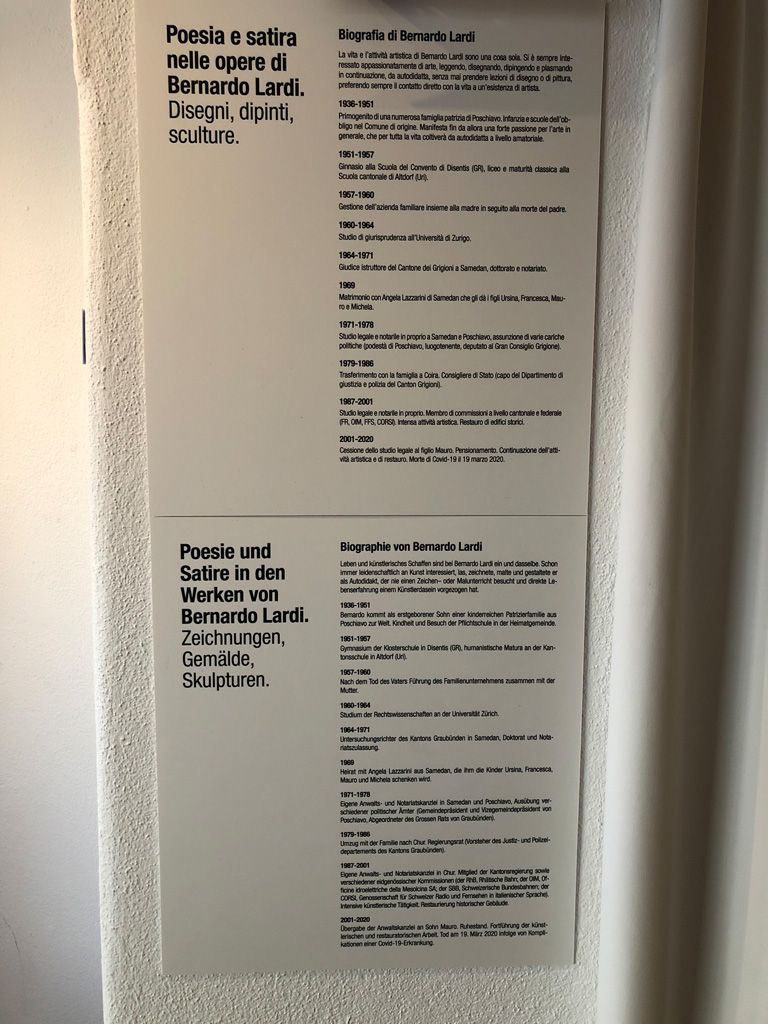 Poesia e satira
nelle opere di
Bernardo Lardi.
Disegni, dipinti,
sculture.
Biografia di Bernardo Lardi
La vita e l'attività artistica di Bernardo Lardi sono una cosa sola. Si è sempre inte-
ressato appassionatamente di arte, leggendo, disegnando, dipingendo e plasmando
in continuazione, da autodidatta, senza mai prendere lezioni di disegno o di pittura,
preferendo sempre il contatto diretto con la vita a un'esistenza di artista.
1936-1951
Primogenito di una numerosa famiglia patrizia di Poschiavo. Infanzia e scuole dell'ob-
bligo nel Comune di origine. Manifesta fin da allora una forte passione per l'arte in
generale, che per tutta la vita coltiverà da autodidatta a livello amatoriale.
1951-1957
Ginnasio alla Scuola del Convento di Disentis (GR), liceo e maturità classica alla
Scuola cantonale di Altdorf (Uri).
1957-1960
Gestione dell'azienda familiare insieme alla madre in seguito alla morte del padre.
1960-1964
Studio di giurisprudenza all'Università di Zurigo.
1964-1971
Giudice istruttore del Cantone dei Grigioni a Samedan, dottorato e notariato.
1969
Matrimonio con Angela Lazzarini di Samedan che gli dà i figli Ursina, Francesca, Mau-
ro e Michela.
1971-1978
Studio legale e notarile in proprio a Samedan e Poschiavo, assunzione di varie cariche
politiche (podestà di Poschiavo, luogotenente, deputato al Gran Consiglio Grigione).
1979-1986
Trasferimento con la famiglia a Coira. Consigliere di Stato (capo del Dipartimento di
giustizia e polizia del Canton Grigioni).
1987-2001
Studio legale e notarile in proprio. Membro di commissioni a livello cantonale e federale
(FR, OIM, FFS, CORSI). Intensa attività artistica. Restauro di edifici storici.
2001-2020
Cessione dello studio legale al figlio Mauro. Pensionamento. Continuazione dell'atti-
vità artistica e di restauro. Morte di Covid-19 il 19 marzo 2020.
Poesie und
Satire in den
Werken von
Bernardo Lardi.
Zeichnungen,
Gemälde,
Skulpturen.
Biographie von Bernardo Lardi
Leben und künstlerisches Schaffen sind bei Bernardo Lardi ein und dasselbe. Schon
immer leidenschaftlich an Kunst interessiert, las, zeichnete, malte und gestaltete er
als Autodidakt, der nie einen Zeichen– oder Malunterricht besucht und direkte Le-
benserfahrung einem Künstlerdasein vorgezogen hat.
1936-1951
Bernardo kommt als erstgeborener Sohn einer kinderreichen Patrizierfamilie aus
Poschiavo zur Welt. Kindheit und Besuch der Pflichtschule in der Heimatgemeinde.
1951-1957
Gymnasium der Klosterschule in Disentis (GR), humanistische Matura an der Kan-
tonsschule in Altdorf (Uri).
1957-1960
Nach dem Tod des Vaters Führung des Familienunternehmens zusammen mit der
Mutter.
1960-1964
Studium der Rechtswissenschaften an der Universität Zürich.
1964-1971
Untersuchungsrichter des Kantons Graubünden in Samedan, Doktorat und Nota-
riatszulassung.
1969
Heirat mit Angela Lazzarini aus Samedan, die ihm die Kinder Ursina, Francesca,
Mauro und Michela schenken wird.
1971-1978
Eigene Anwalts- und Notariatskanzlei in Samedan und Poschiavo, Ausübung ver-
schiedener politischer Ämter (Gemeindepräsident und Vizegemeindepräsident von
Poschiavo, Abgeordneter des Grossen Rats von Graubünden).
1979-1986
Umzug mit der Familie nach Chur. Regierungsrat (Vorsteher des Justiz- und Polizei-
departements des Kantons Graubünden).
1987-2001
Eigene Anwalts- und Notariatskanzlei in Chur. Mitglied der Kantonsregierung sowie
verschiedener eidgenössischer Kommissionen (der RhB, Rhätische Bahn; der OIM, Of-
ficine idroelettriche della Mesolcina SA; der SBB, Schweizerische Bundesbahnen; der
CORSI, Genossenschaft für Schweizer Radio und Fernsehen in italienischer Sprache).
Intensive künstlerische Tätigkeit. Restaurierung historischer Gebäude.
2001-2020
Übergabe der Anwaltskanzlei an Sohn Mauro. Ruhestand. Fortführung der künst-
lerischen und restauratorischen Arbeit. Tod am 19. März 2020 infolge von Kompli-
kationen einer Covid-19-Erkrankung.